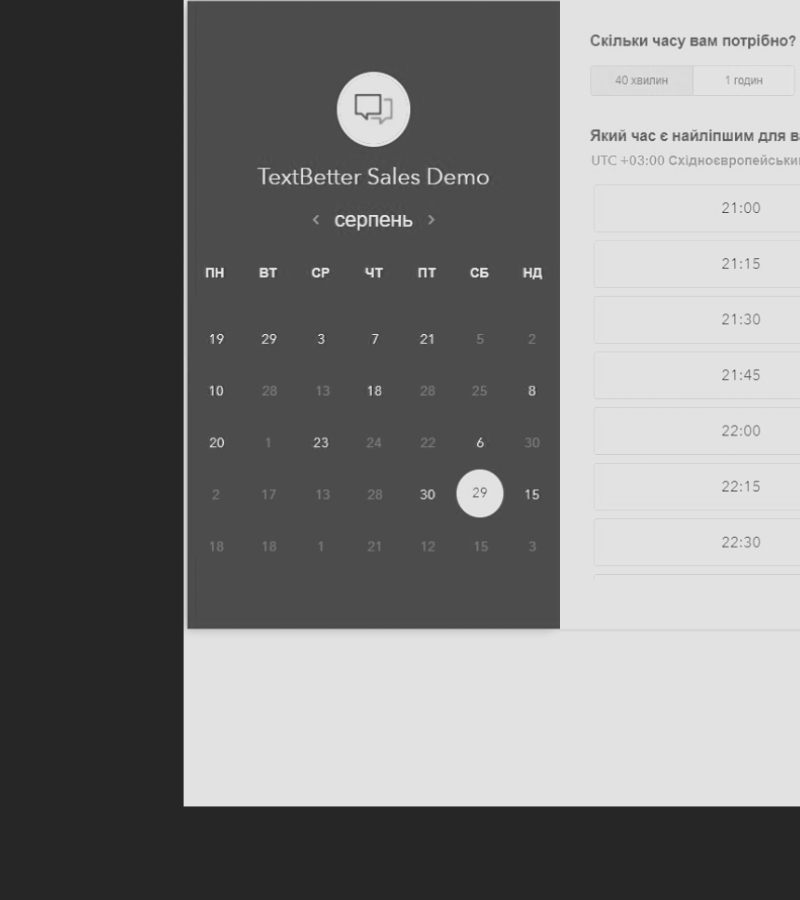 TextBetter Sales Demo
< серпень >
ПН ВТ СР ЧТ ПТ СБ НД
19 29 3 7 21 5 2
10 28 13 18 28 25 8
20 1 23 24 22 6 30
2 17 13 28 30 29 15
18 18 1 21 12 15 3
Скільки часу вам потрібно?
40 хвилин 1 годин
Який час є найліпшим для в
UTC +03:00 Східноєвропейськи
21:00
21:15
21:30
21:45
22:00
22:15
22:30